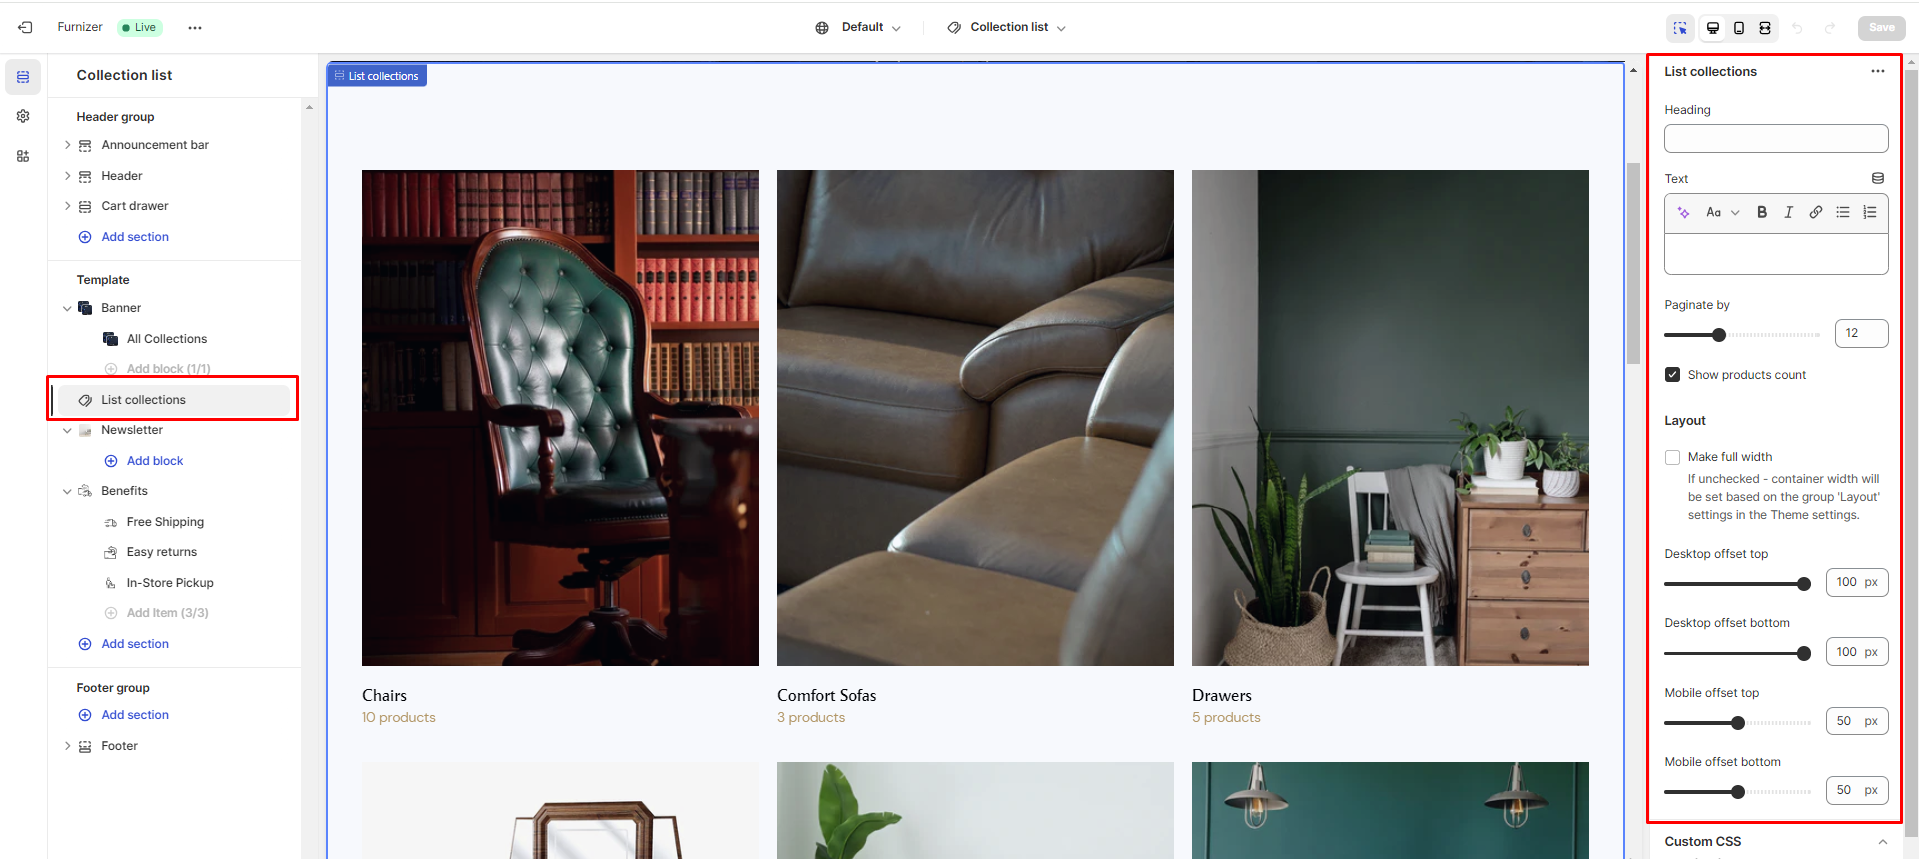 Furnizer
Live
Default
Collection list
Save
Collection list
Header group
Announcement bar
Header
Cart drawer
Add section
Template
Banner
All Collections
Add block (1/1)
List collections
Newsletter
Add block
Benefits
Free Shipping
Easy returns
In-Store Pickup
Add Item (3/3)
Add section
Footer group
Add section
Footer
List collections
Chairs
10 products
Comfort Sofas
3 products
Drawers
5 products
List collections
Heading
Text
Aa
B
I
Paginate by
12
Show products count
Layout
Make full width
If unchecked - container width will
be set based on the group 'Layout'
settings in the Theme settings.
Desktop offset top
100 px
Desktop offset bottom
100 px
Mobile offset top
50 px
Mobile offset bottom
50 px
Custom CSS